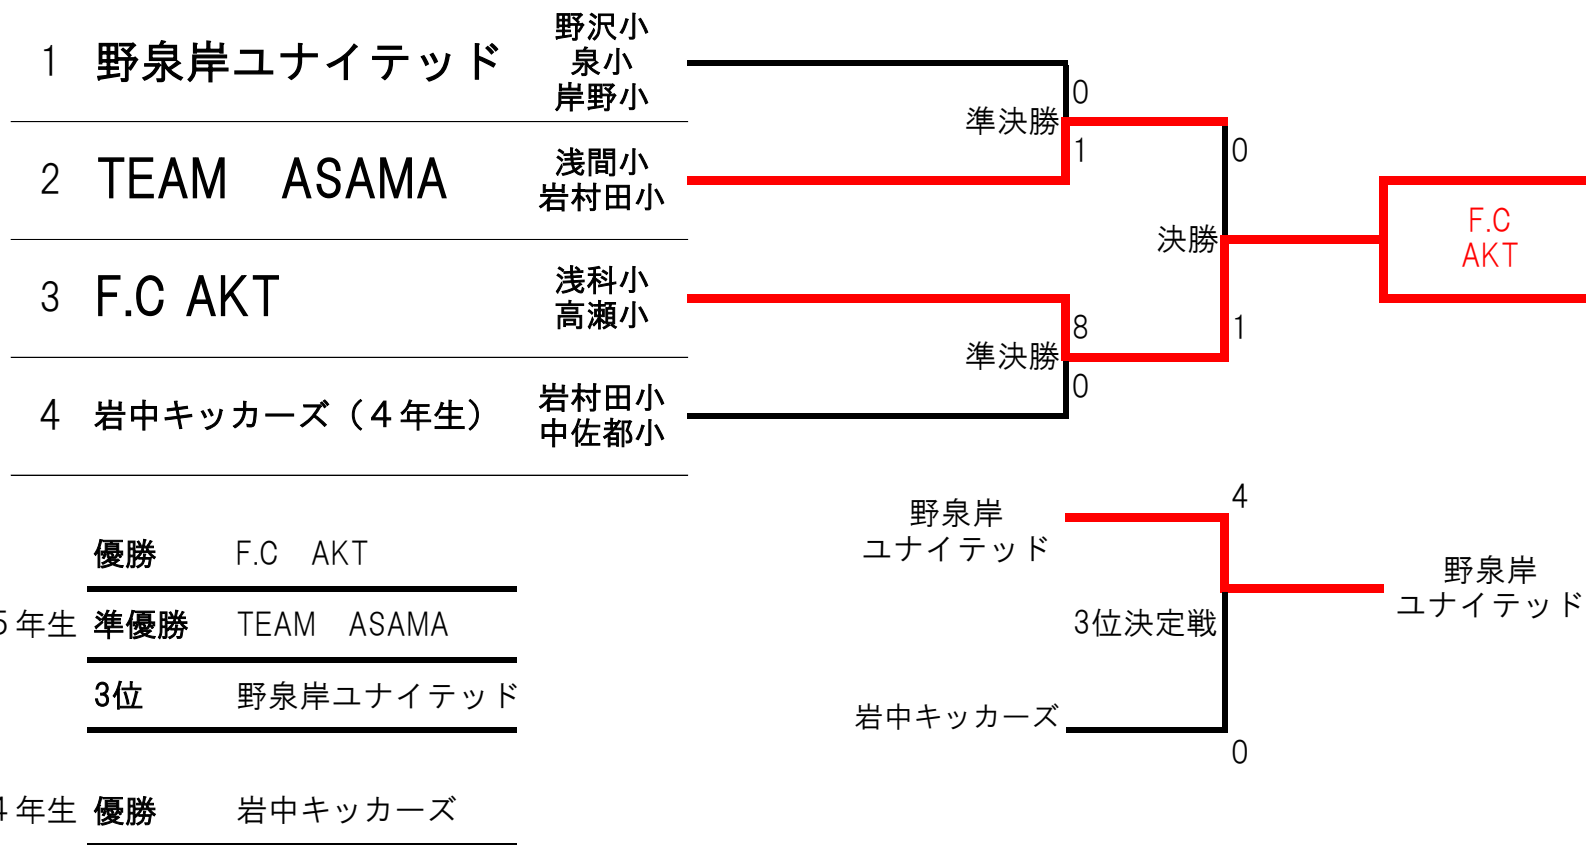 1 野泉岸ユナイテッド 野沢小
泉小
岸野小
0
準決勝
1
0
2 TEAM ASAMA 浅間小
岩村田小
決勝
F.C
AKT
3 F.C AKT 浅科小
高瀬小
8
1
準決勝
0
4 岩中キッカーズ（４年生） 岩村田小
中佐都小
野泉岸
ユナイテッド
4
優勝 F.C AKT
野泉岸
ユナイテッド
5年生 準優勝 TEAM ASAMA
3位決定戦
3位 野泉岸ユナイテッド
岩中キッカーズ
0
4年生 優勝 岩中キッカーズ